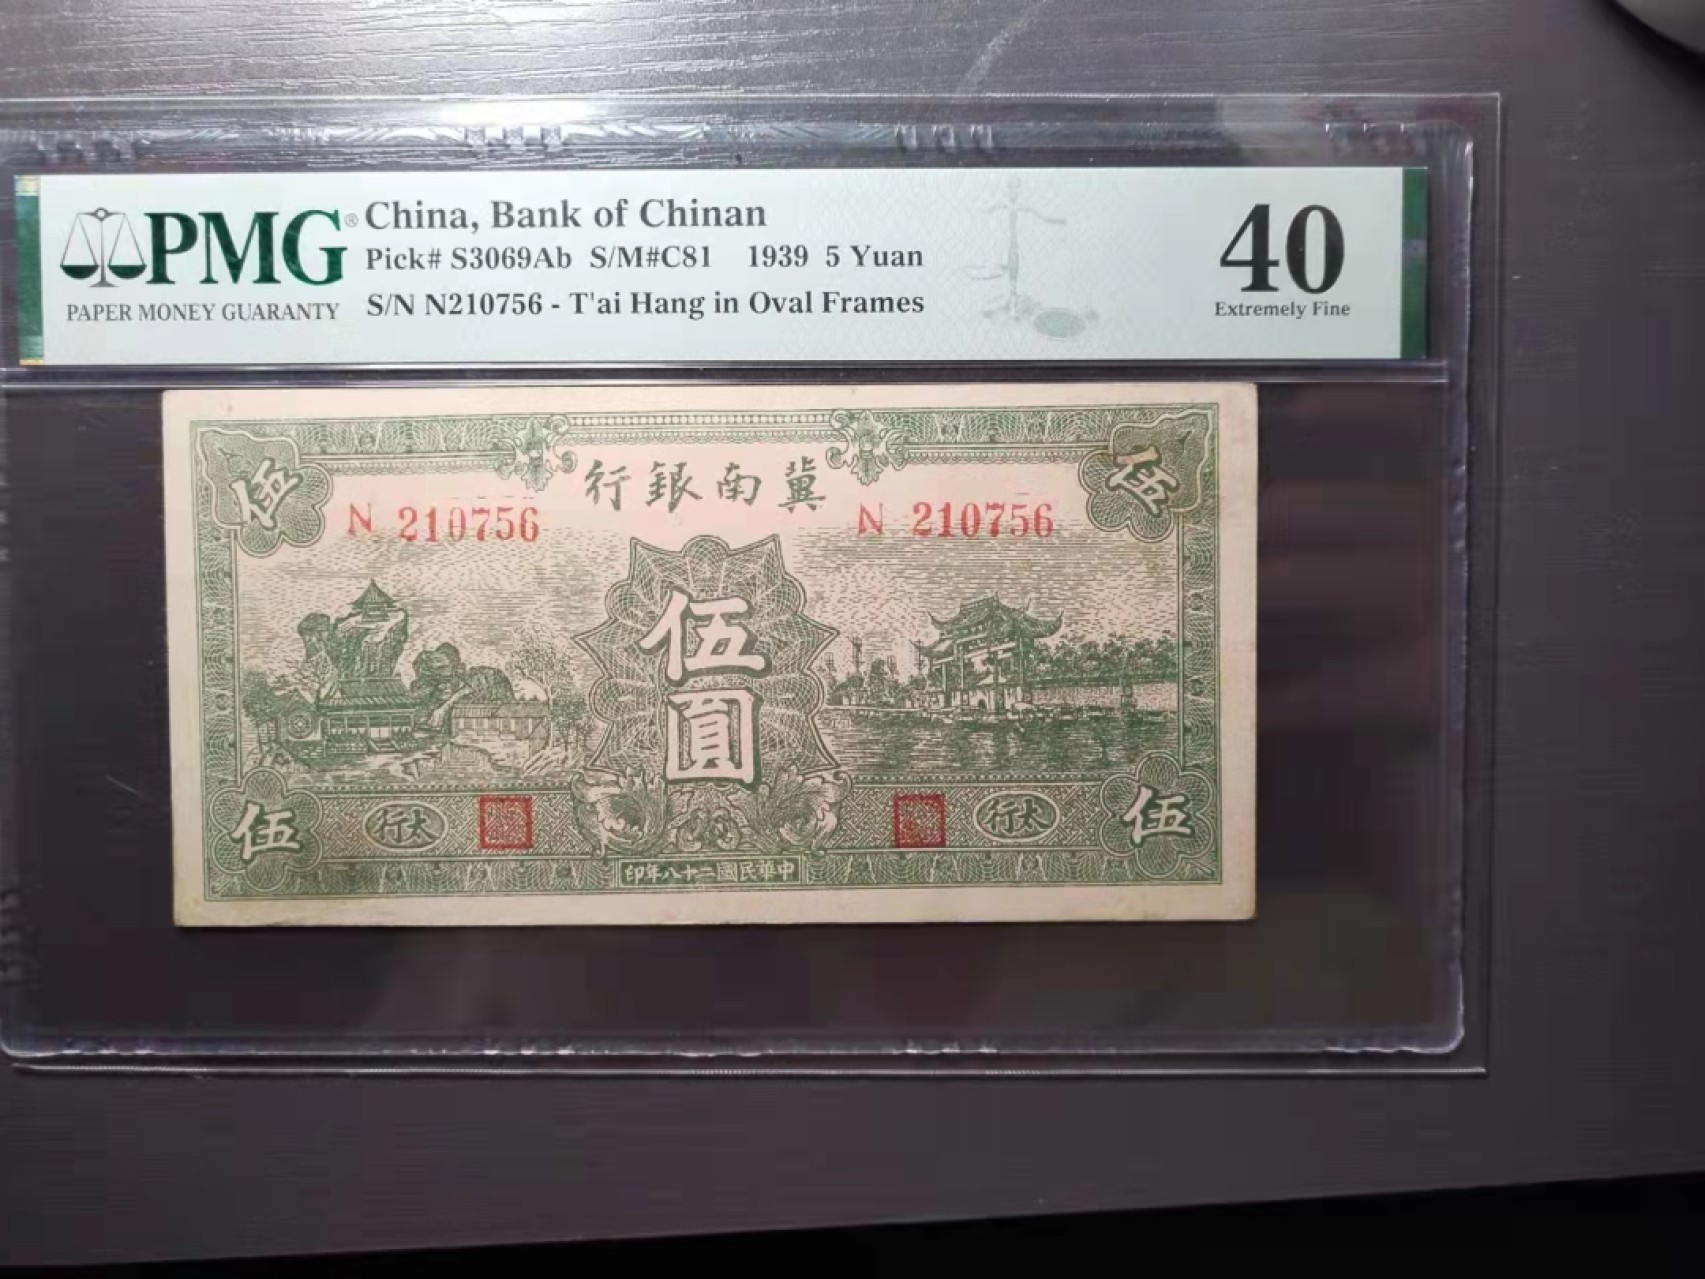 PMG®
PAPER MONEY GUARANTY
China, Bank of Chinan
Pick# S3069Ab S/M#C81 1939 5 Yuan
S/N N210756 - T'ai Hang in Oval Frames
40
Extremely Fine
伍 行銀南冀 伍
N 210756 N 210756
伍圓
伍 行太 行太 伍
印年八十二國民華中